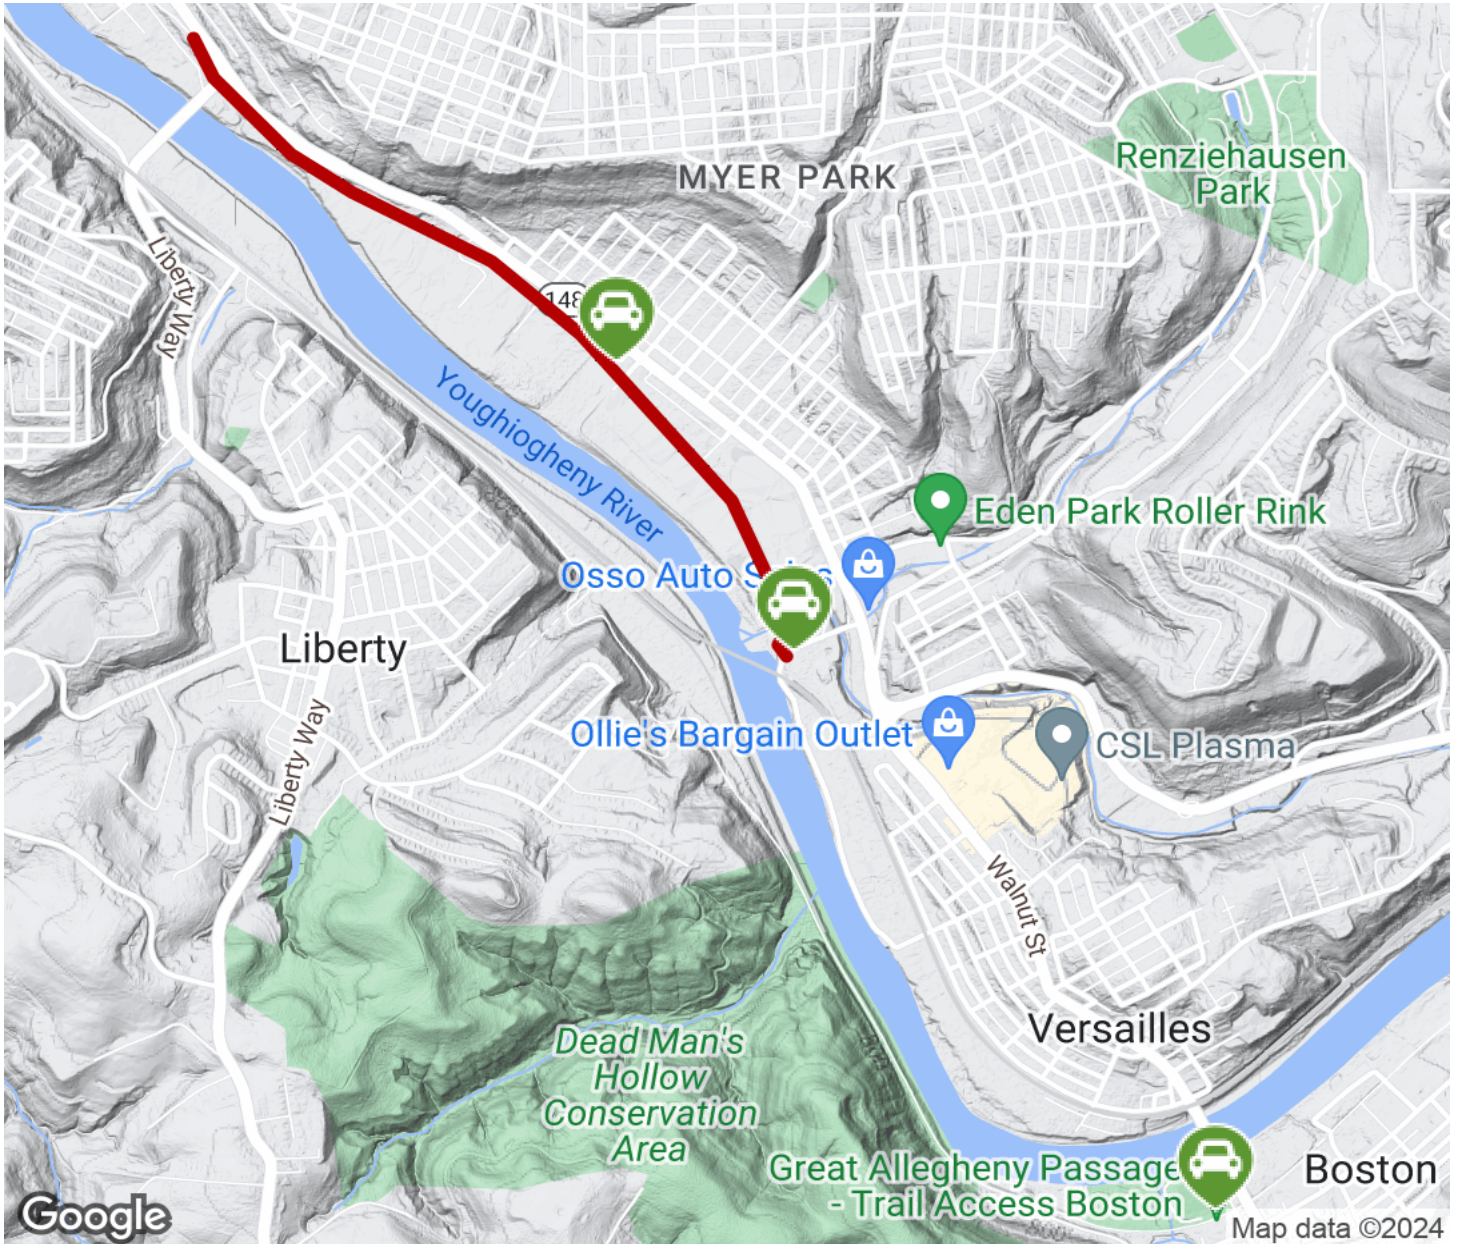 Renziehausen
Park
MYER PARK
Liberty Way
148
Youghiogheny River
Eden Park Roller Rink
Osso Auto Sales
Liberty
Liberty Way
Ollie's Bargain Outlet
CSL Plasma
Walnut St
Versailles
Dead Man's
Hollow
Conservation
Area
Great Allegheny Passage
- Trail Access Boston
Boston
Google
Map data ©2024